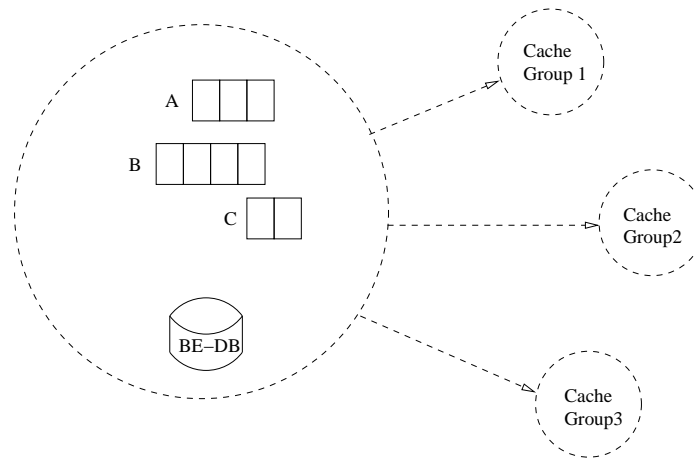 Cache
Group 1
A
B
C
Cache
Group2
BE-DB
Cache
Group3